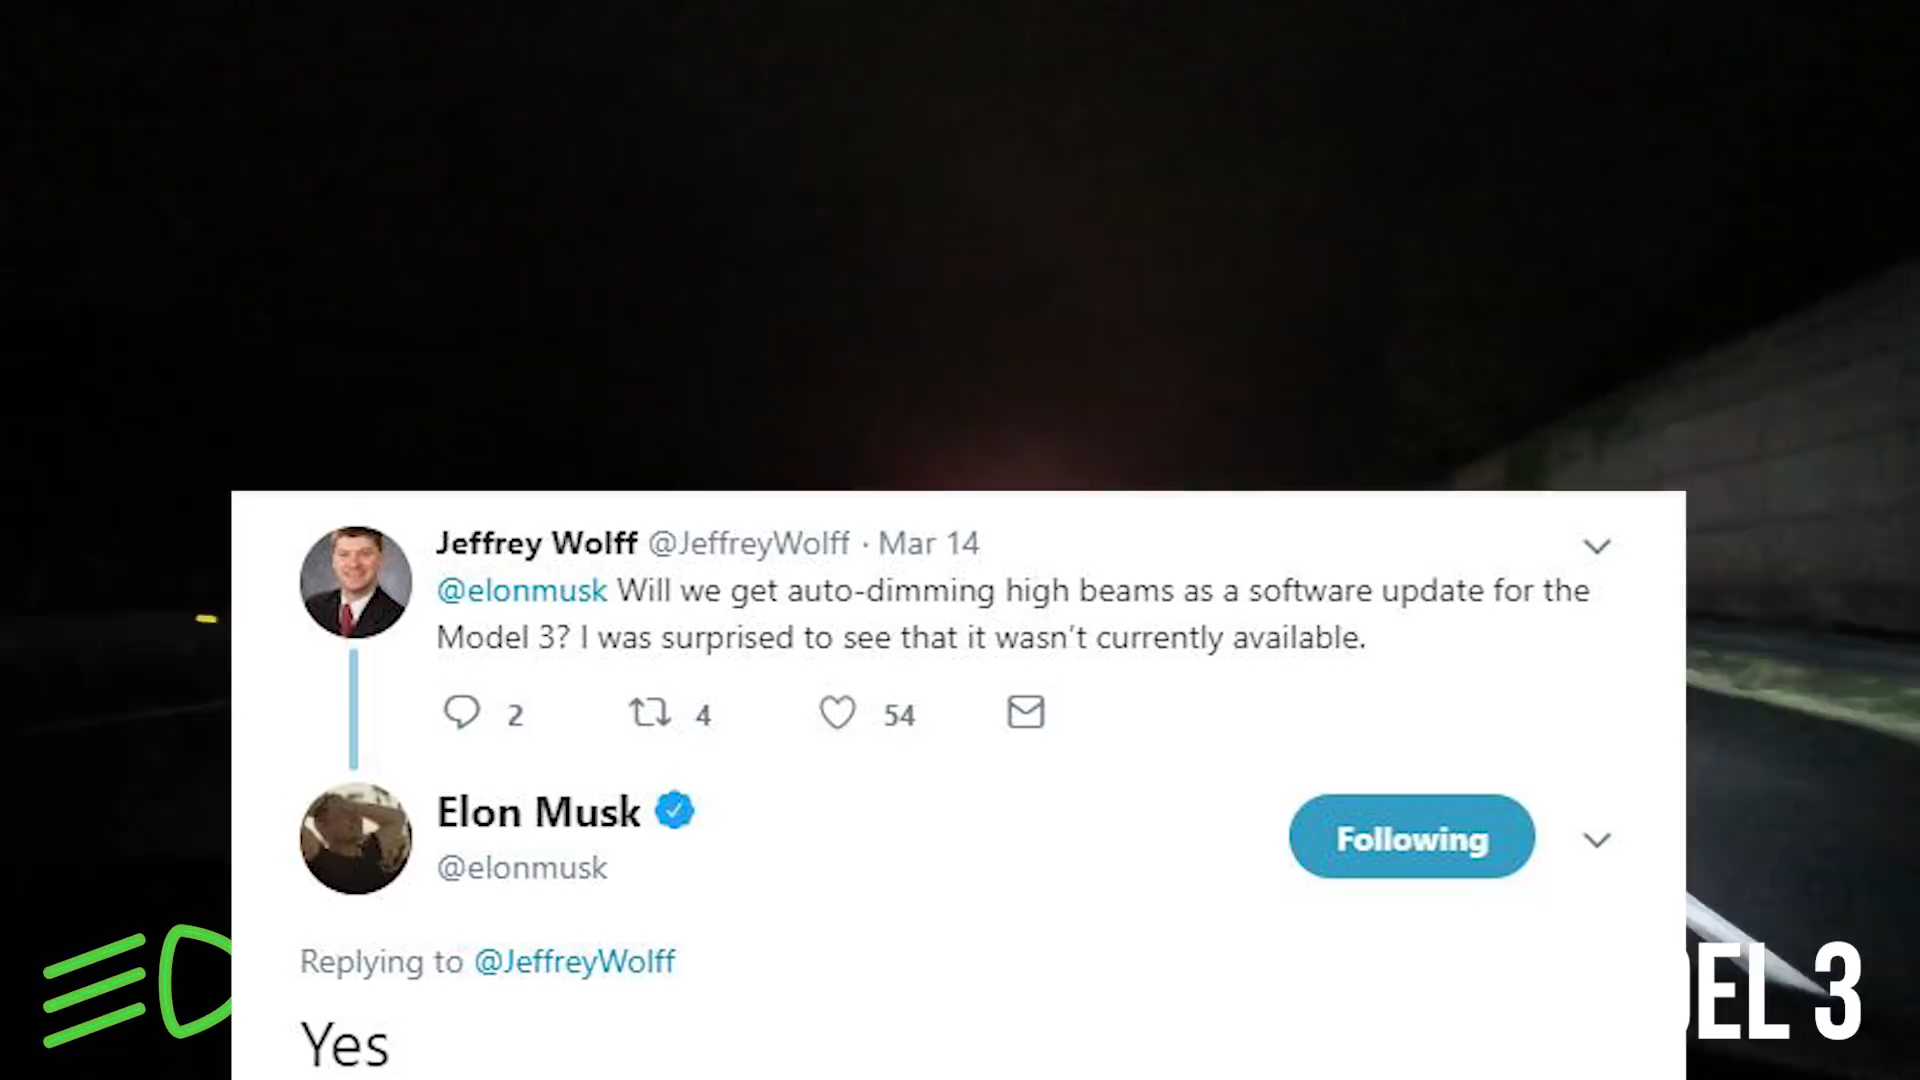 Jeffrey Wolff @JeffreyWolff · Mar 14
@elonmusk Will we get auto-dimming high beams as a software update for the
Model 3? I was surprised to see that it wasn't currently available.
2 4 54
Elon Musk
@elonmusk
Following
Replying to @JeffreyWolff
Yes
DEL 3